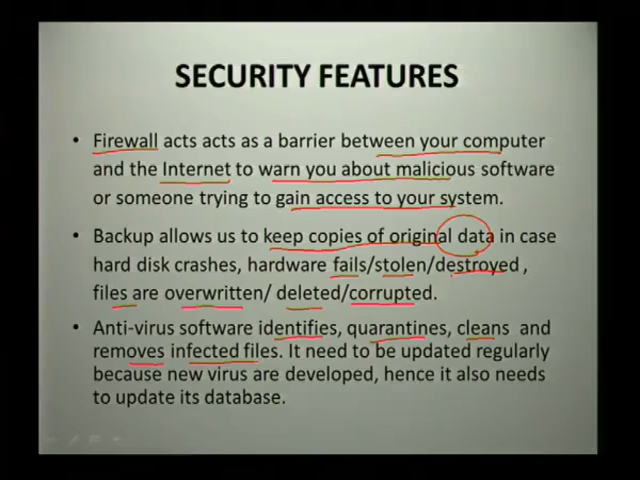 SECURITY FEATURES
• Firewall acts acts as a barrier between your computer
and the Internet to warn you about malicious software
or someone trying to gain access to your system.
• Backup allows us to keep copies of original data in case
hard disk crashes, hardware fails/stolen/destroyed ,
files are overwritten/ deleted/corrupted.
• Anti-virus software identifies, quarantines, cleans and
removes infected files. It need to be updated regularly
because new virus are developed, hence it also needs
to update its database.